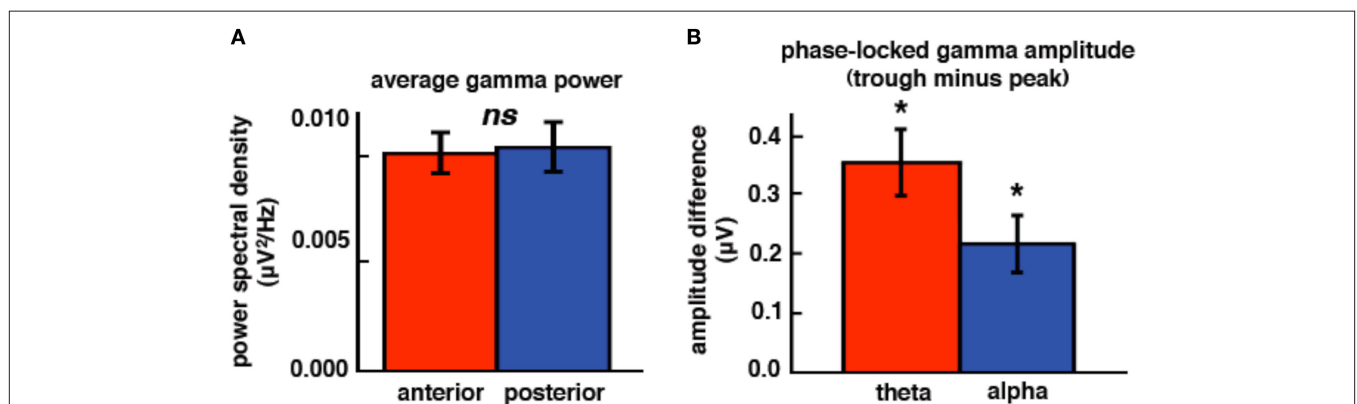 A
average gamma power
ns
power spectral density
(µV²/Hz)
0.010
0.005
0.000
anterior posterior
B
phase-locked gamma amplitude
(trough minus peak)
*
*
amplitude difference
(µV)
0.4
0.3
0.2
0.1
0.0
theta alpha